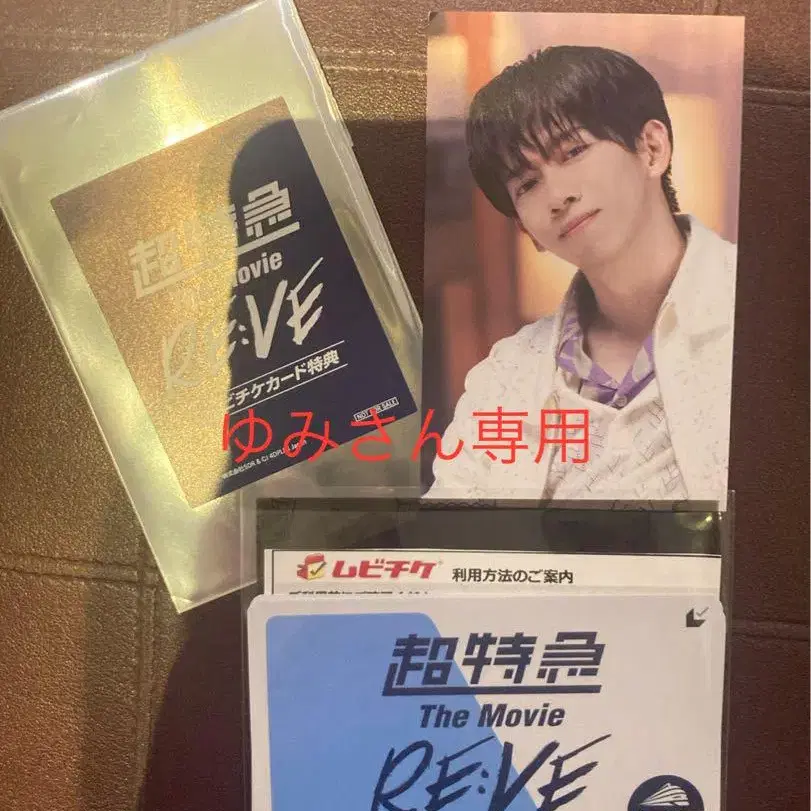 超特急
The Movie
RE:VE
ムビチケカード特典
NOT FOR SALE
ゆみさん専用
ムビチケ 利用方法のご案内
超特急
The Movie
RE:VE